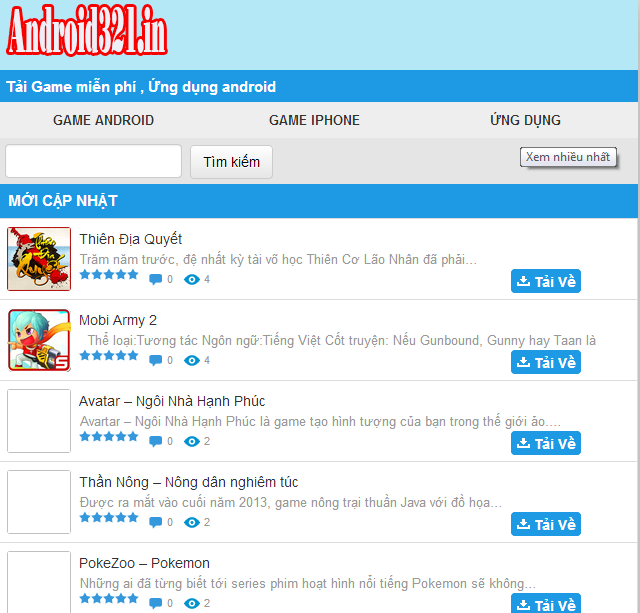 Android321.in
Tải Game miễn phí , Ứng dụng android
GAME ANDROID GAME IPHONE ỨNG DỤNG
Tìm kiếm Xem nhiều nhất
MỚI CẬP NHẬT
Thiên Địa Quyết
Trăm năm trước, đệ nhất kỳ tài võ học Thiên Cơ Lão Nhân đã phải…
0 4 Tải Về
Mobi Army 2
Thể loại:Tương tác Ngôn ngữ:Tiếng Việt Cốt truyện: Nếu Gunbound, Gunny hay Taan là
0 4 Tải Về
Avatar – Ngôi Nhà Hạnh Phúc
Avartar – Ngôi Nhà Hạnh Phúc là game tạo hình tượng của bạn trong thế giới ảo.…
0 2 Tải Về
Thần Nông – Nông dân nghiêm túc
Được ra mắt vào cuối năm 2013, game nông trại thuần Java với đồ họa…
0 2 Tải Về
PokeZoo – Pokemon
Những ai đã từng biết tới series phim hoạt hình nổi tiếng Pokemon sẽ không…
0 2 Tải Về